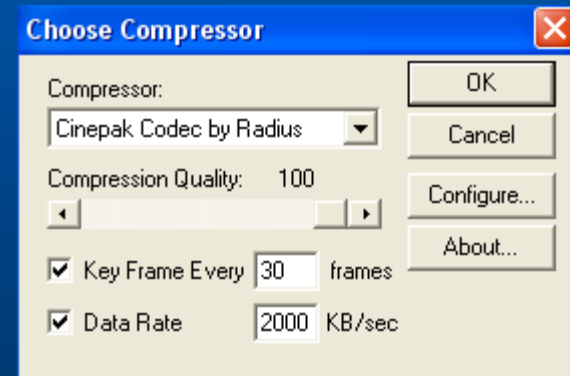 Choose Compressor
Compressor:
Cinepak Codec by Radius
Compression Quality: 100
Key Frame Every 30 frames
Data Rate 2000 KB/sec
OK
Cancel
Configure...
About...